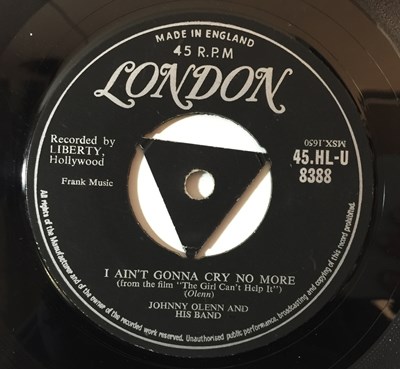 MADE IN ENGLAND
45 R.P.M
LONDON
Recorded by
LIBERTY,
Hollywood
Frank Music
MSX.1650
45.HL-U
8388
I AIN'T GONNA CRY NO MORE
(from the film "The Girl Can't Help It")
(Olenn)
JOHNNY OLENN AND
HIS BAND
All rights of the Manufacturer and of the owner of the recorded work reserved. Unauthorised public performance, broadcasting and copying of this record prohibited.